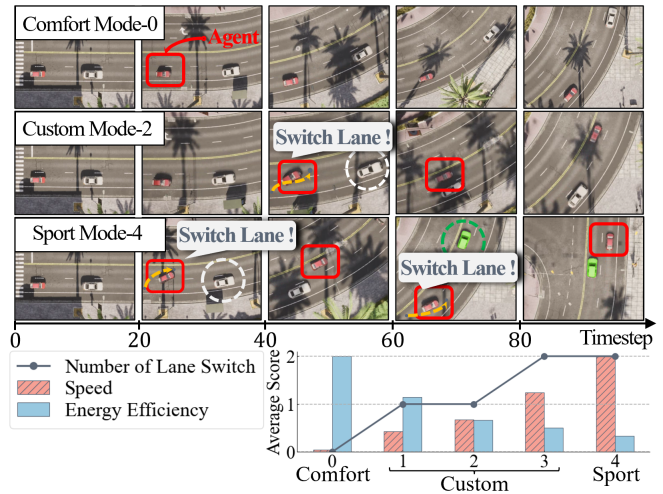 Comfort Mode-0
Agent
Custom Mode-2
Switch Lane !
Sport Mode-4
Switch Lane !
Switch Lane !
0 20 40 60 80 Timestep
Number of Lane Switch
Speed
Energy Efficiency
Average Score
2
1
0
0 1 2 3 4
Comfort Custom Sport